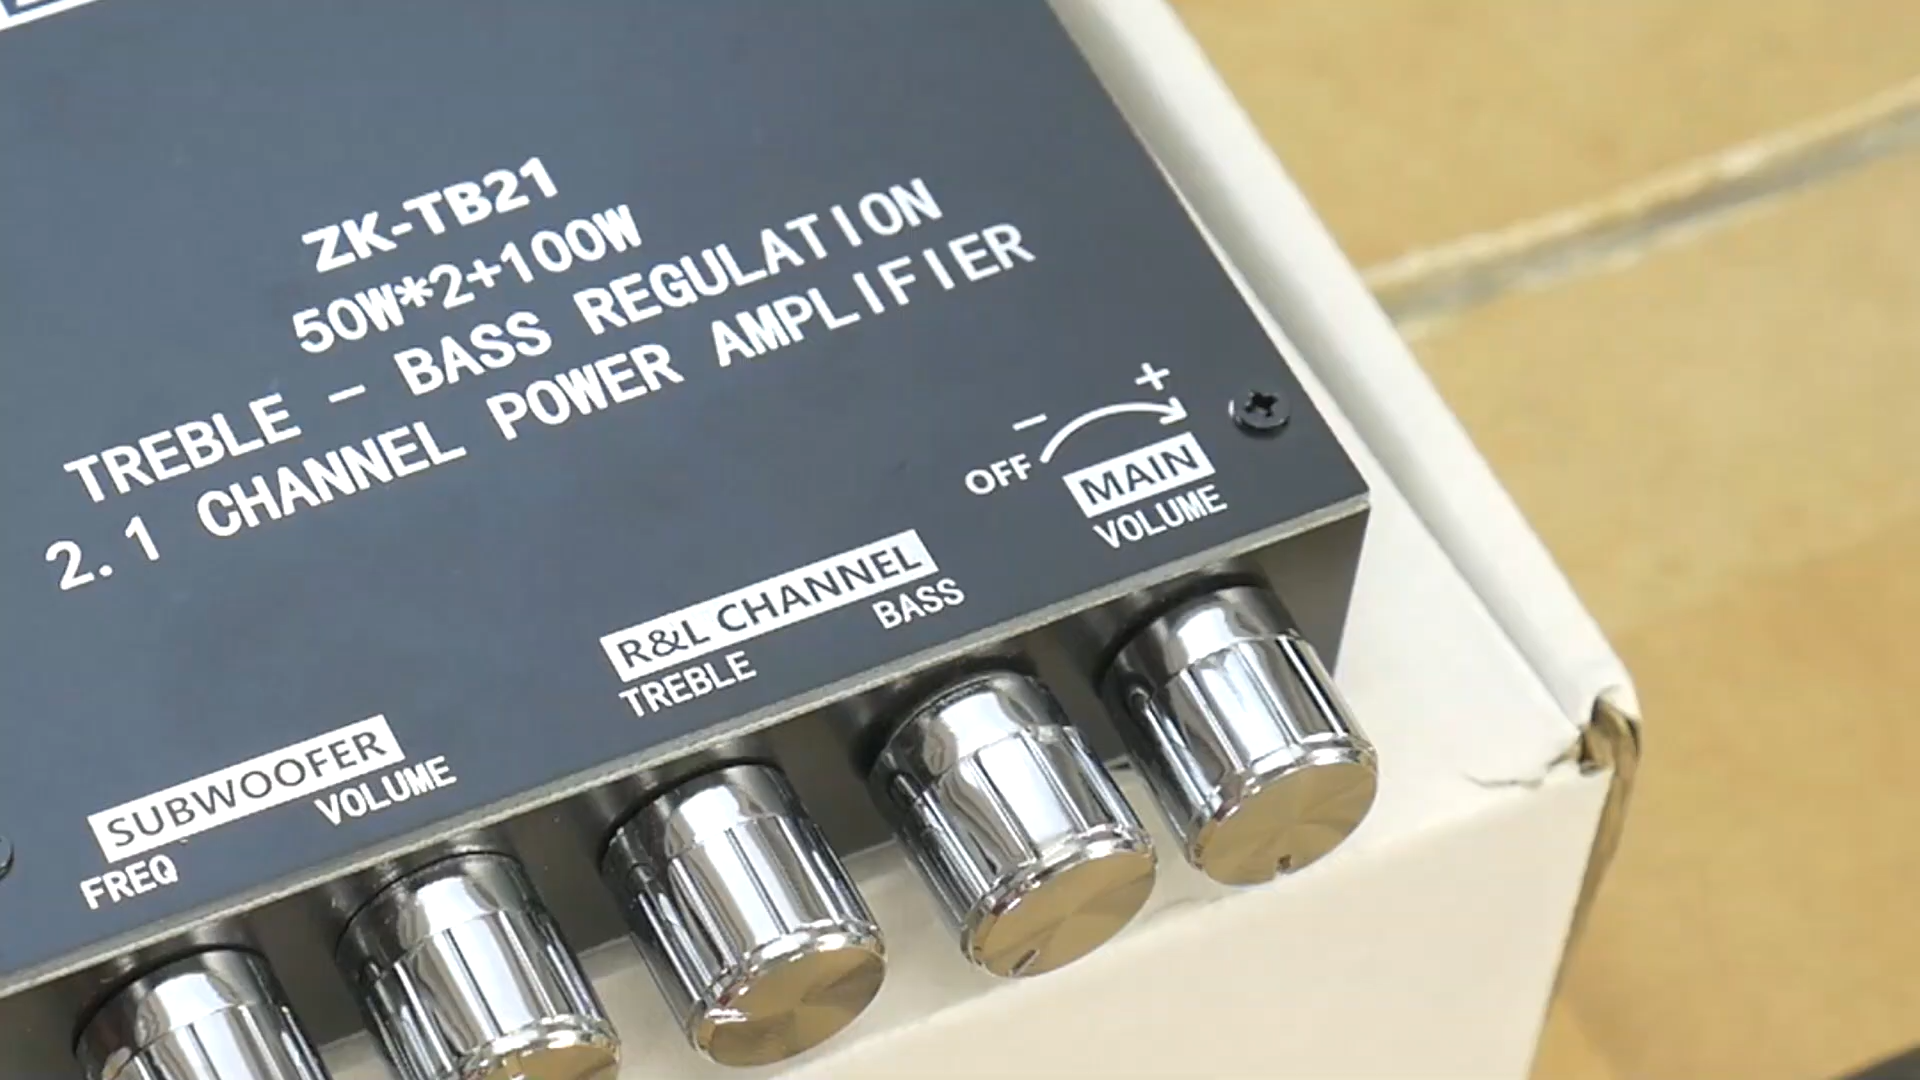 ZK-TB21
50W*2+100W
TREBLE - BASS REGULATION
2.1 CHANNEL POWER AMPLIFIER
- +
OFF
MAIN
VOLUME
R&L CHANNEL
TREBLE BASS
SUBWOOFER
FREQ VOLUME